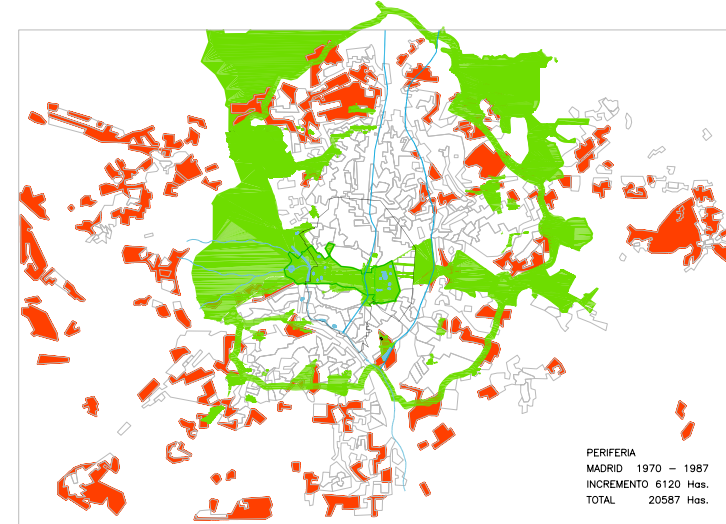 PERIFERIA
MADRID 1970 – 1987
INCREMENTO 6120 Has.
TOTAL 20587 Has.